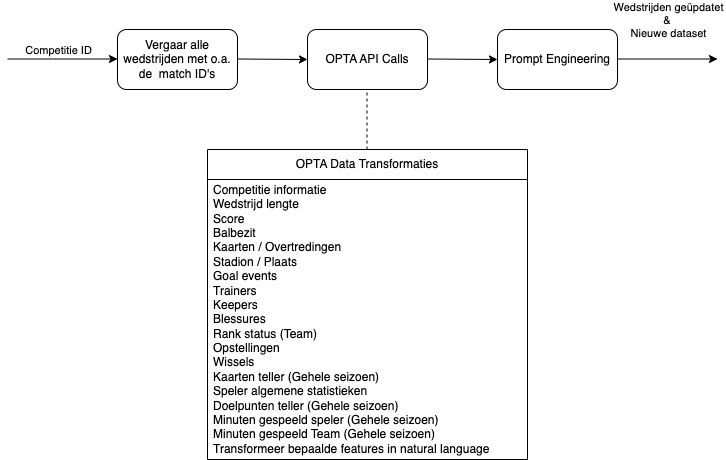 Wedstrijden geüpdatet
&
Nieuwe dataset
Competitie ID
Vergaar alle
wedstrijden met o.a.
de match ID's
OPTA API Calls
Prompt Engineering
OPTA Data Transformaties
Competitie informatie
Wedstrijd lengte
Score
Balbezit
Kaarten / Overtredingen
Stadion / Plaats
Goal events
Trainers
Keepers
Blessures
Rank status (Team)
Opstellingen
Wissels
Kaarten teller (Gehele seizoen)
Speler algemene statistieken
Doelpunten teller (Gehele seizoen)
Minuten gespeeld speler (Gehele seizoen)
Minuten gespeeld Team (Gehele seizoen)
Transformeer bepaalde features in natural language